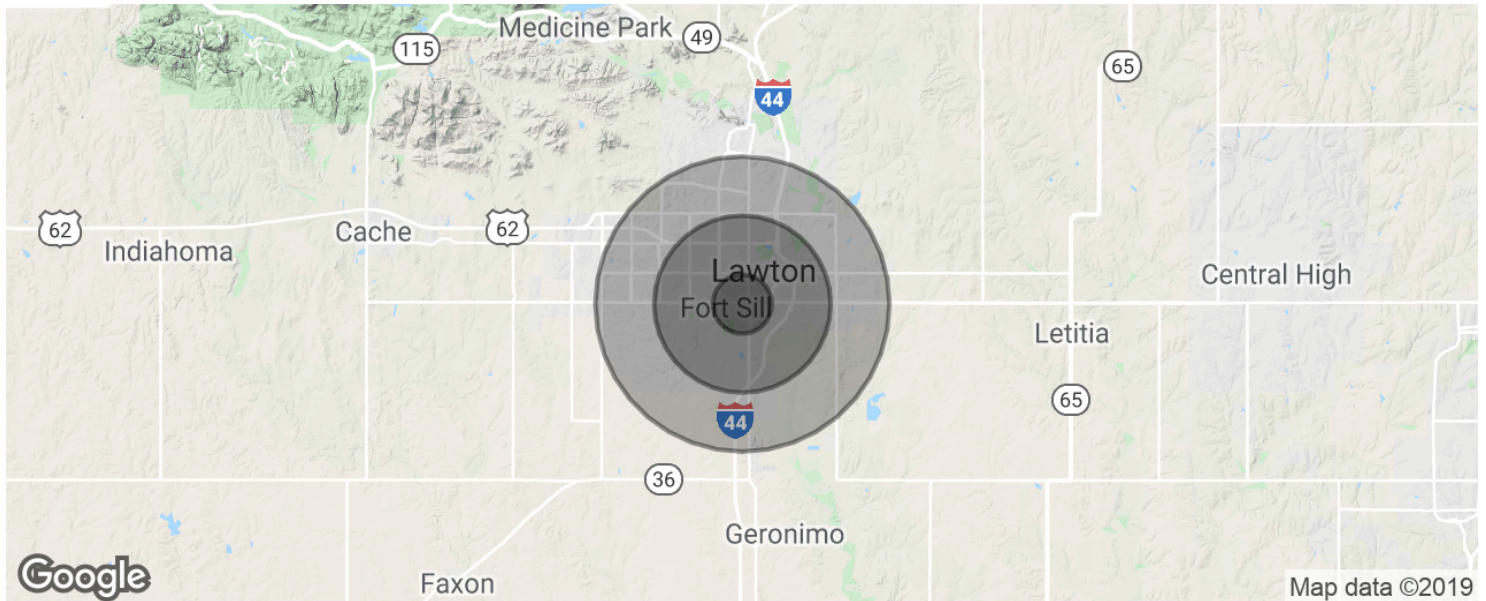 Medicine Park
49
115
65
44
62
62
Cache
Indiahoma
Lawton
Central High
Fort Sill
Letitia
65
44
36
Geronimo
Faxon
Google
Map data ©2019